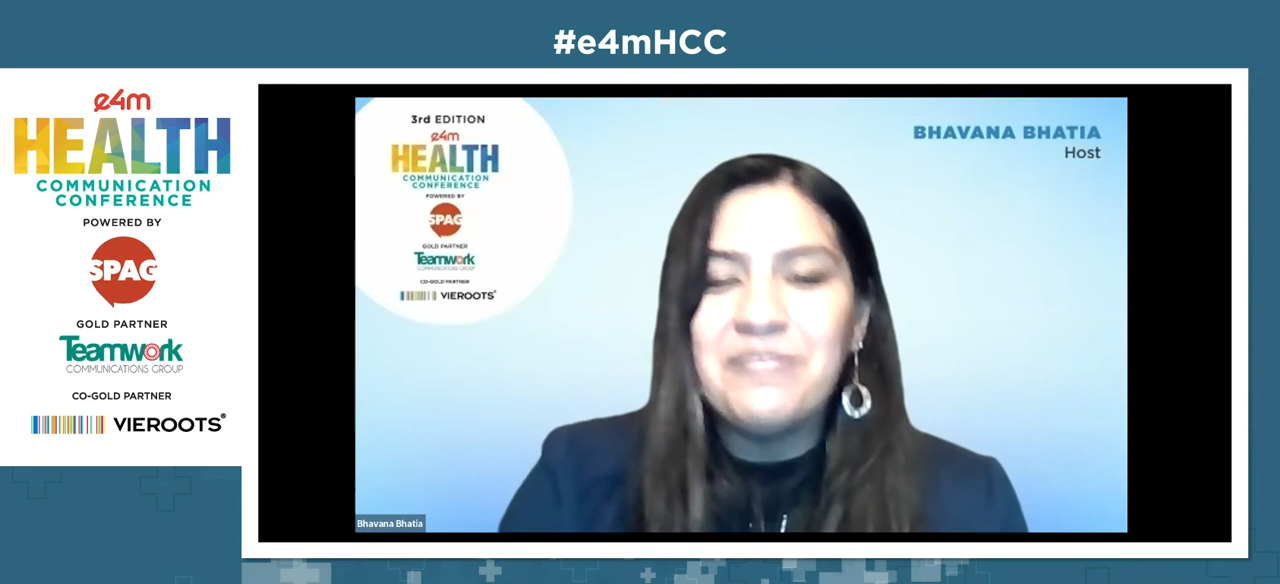 #e4mHCC
e4m
HEALTH
COMMUNICATION
CONFERENCE
POWERED BY
SPAG
GOLD PARTNER
Teamwork
COMMUNICATIONS GROUP
CO-GOLD PARTNER
VIEROOTS®
3rd EDITION
e4m
HEALTH
COMMUNICATION
CONFERENCE
POWERED BY
SPAG
GOLD PARTNER
Teamwork
COMMUNICATIONS GROUP
CO-GOLD PARTNER
VIEROOTS®
BHAVANA BHATIA
Host
Bhavana Bhatia